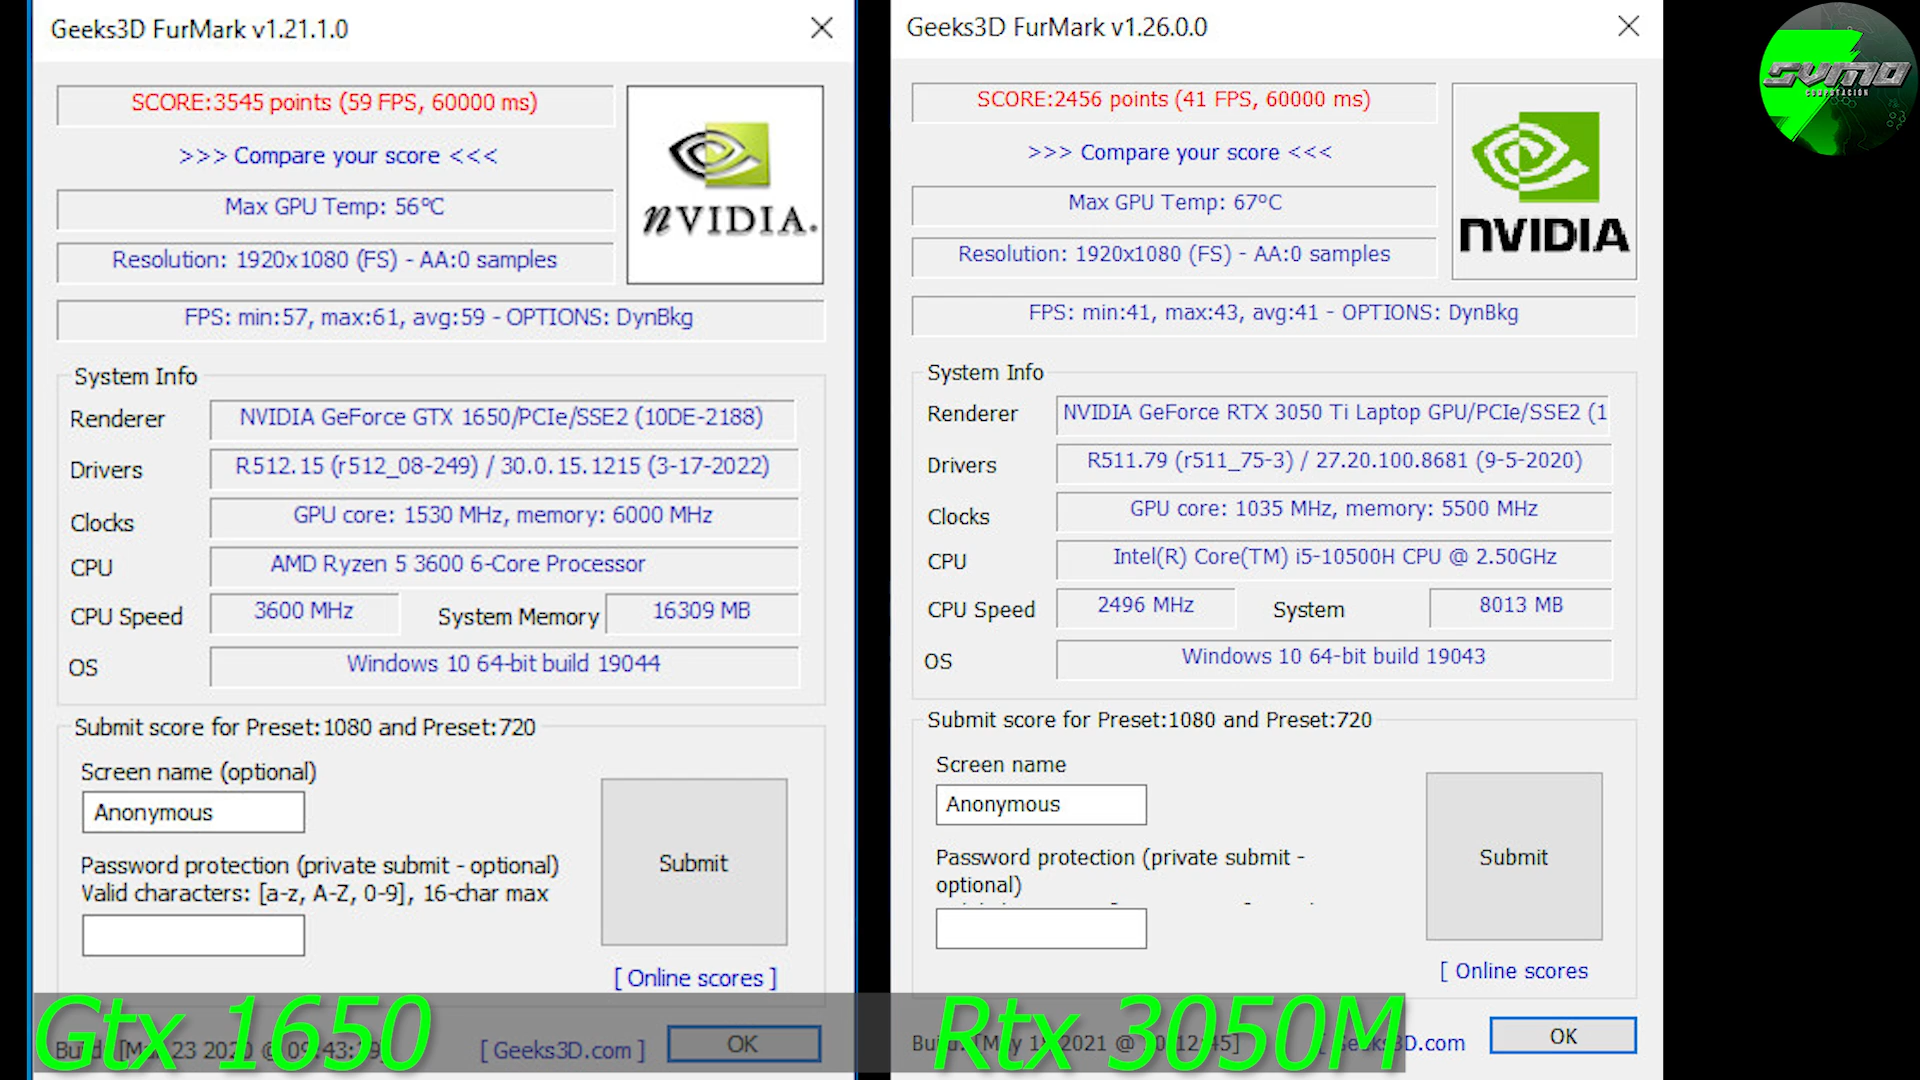 Geeks3D FurMark v1.21.1.0
SCORE:3545 points (59 FPS, 60000 ms)
>>> Compare your score <<<
Max GPU Temp: 56°C
Resolution: 1920x1080 (FS) - AA:0 samples
nVIDIA.
FPS: min:57, max:61, avg:59 - OPTIONS: DynBkg
System Info
Renderer NVIDIA GeForce GTX 1650/PCIe/SSE2 (10DE-2188)
Drivers R512.15 (r512_08-249) / 30.0.15.1215 (3-17-2022)
Clocks GPU core: 1530 MHz, memory: 6000 MHz
CPU AMD Ryzen 5 3600 6-Core Processor
CPU Speed 3600 MHz System Memory 16309 MB
OS Windows 10 64-bit build 19044
Submit score for Preset:1080 and Preset:720
Screen name (optional)
Anonymous
Password protection (private submit - optional)
Valid characters: [a-z, A-Z, 0-9], 16-char max
Submit
[ Online scores ]
[ Geeks3D.com ]
OK
Gtx 1650
Geeks3D FurMark v1.26.0.0
SCORE:2456 points (41 FPS, 60000 ms)
>>> Compare your score <<<
Max GPU Temp: 67°C
Resolution: 1920x1080 (FS) - AA:0 samples
NVIDIA
FPS: min:41, max:43, avg:41 - OPTIONS: DynBkg
System Info
Renderer NVIDIA GeForce RTX 3050 Ti Laptop GPU/PCIe/SSE2 (1
Drivers R511.79 (r511_75-3) / 27.20.100.8681 (9-5-2020)
Clocks GPU core: 1035 MHz, memory: 5500 MHz
CPU Intel(R) Core(TM) i5-10500H CPU @ 2.50GHz
CPU Speed 2496 MHz System 8013 MB
OS Windows 10 64-bit build 19043
Submit score for Preset:1080 and Preset:720
Screen name
Anonymous
Password protection (private submit -
optional)
Submit
[ Online scores
OK
Rtx 3050M
SVMO
COMPUTACIÓN